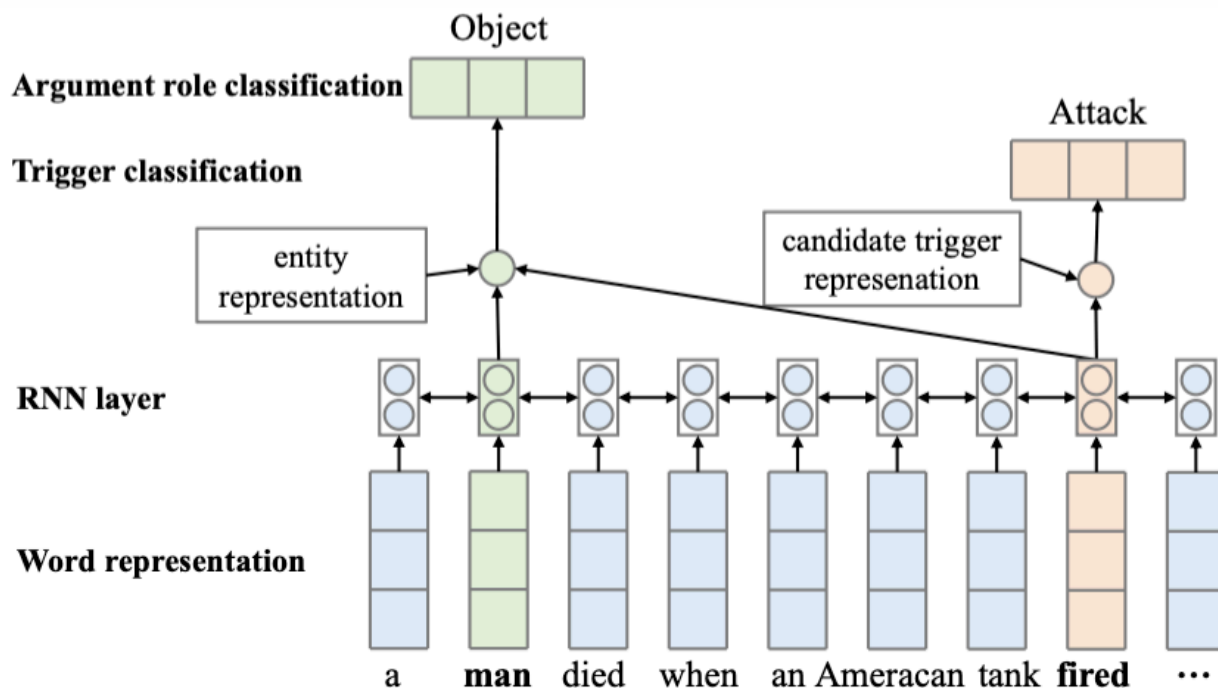 Object
Argument role classification
Attack
Trigger classification
entity
representation
candidate trigger
represenation
RNN layer
Word representation
a man died when an Ameracan tank fired ...